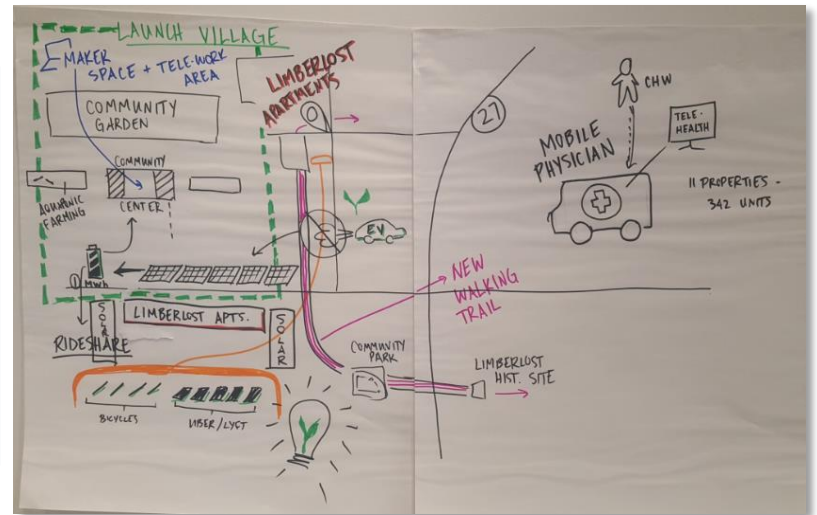 LAUNCH VILLAGE
MAKER
SPACE + TELE-WORK
AREA
LIMBERLOST
APARTMENTS
COMMUNITY
GARDEN
COMMUNITY
CENTER
AQUAPONIC
FARMING
1
MWh
EV
SOLAR
LIMBERLOST APTS.
SOLAR
RIDESHARE
BICYCLES
UBER/LYFT
NEW
WALKING
TRAIL
COMMUNITY
PARK
LIMBERLOST
HIST. SITE
27
CHW
TELE-
HEALTH
MOBILE
PHYSICIAN
11 PROPERTIES -
342 UNITS